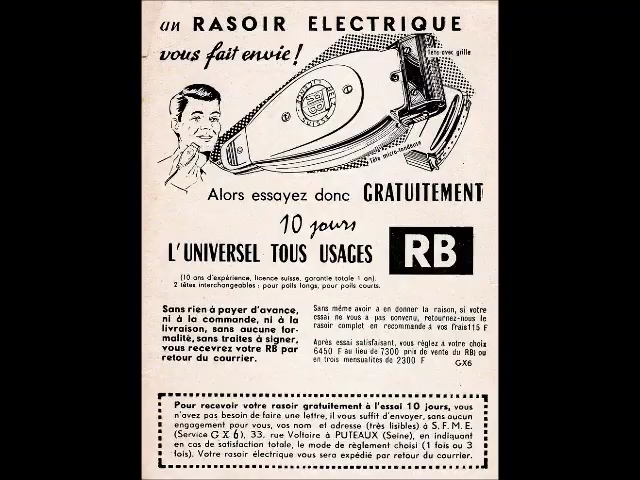 un RASOIR ELECTRIQUE
vous fait envie!
tête avec grille
RB
SUISSE
tête micro-tondeuse
Alors essayez donc GRATUITEMENT
10 jours
L'UNIVERSEL TOUS USAGES RB
(10 ans d'expérience, licence suisse, garantie totale 1 an).
2 têtes interchangeables : pour poils longs, pour poils courts.
Sans rien à payer d'avance,
ni à la commande, ni à la
livraison, sans aucune for-
malité, sans traites à signer,
vous recevrez votre RB par
retour du courrier.
Sans même avoir à en donner la raison, si votre
essai ne vous a pas convenu, retournez-nous le
rasoir complet en recommandé à vos frais 115 F
Après essai satisfaisant, vous réglez à votre choix
6450 F au lieu de 7300 prix de vente du RB) ou
en trois mensualités de 2300 F
GX6
Pour recevoir votre rasoir gratuitement à l'essai 10 jours, vous
n'avez pas besoin de faire une lettre, il vous suffit d'envoyer, sans aucun
engagement pour vous, vos nom et adresse (très lisibles) à S. F. M. E.
(Service GX6), 33, rue Voltaire à PUTEAUX (Seine), en indiquant
en cas de satisfaction totale, le mode de règlement choisi (1 fois ou 3
fois). Votre rasoir électrique vous sera expédié par retour du courrier.